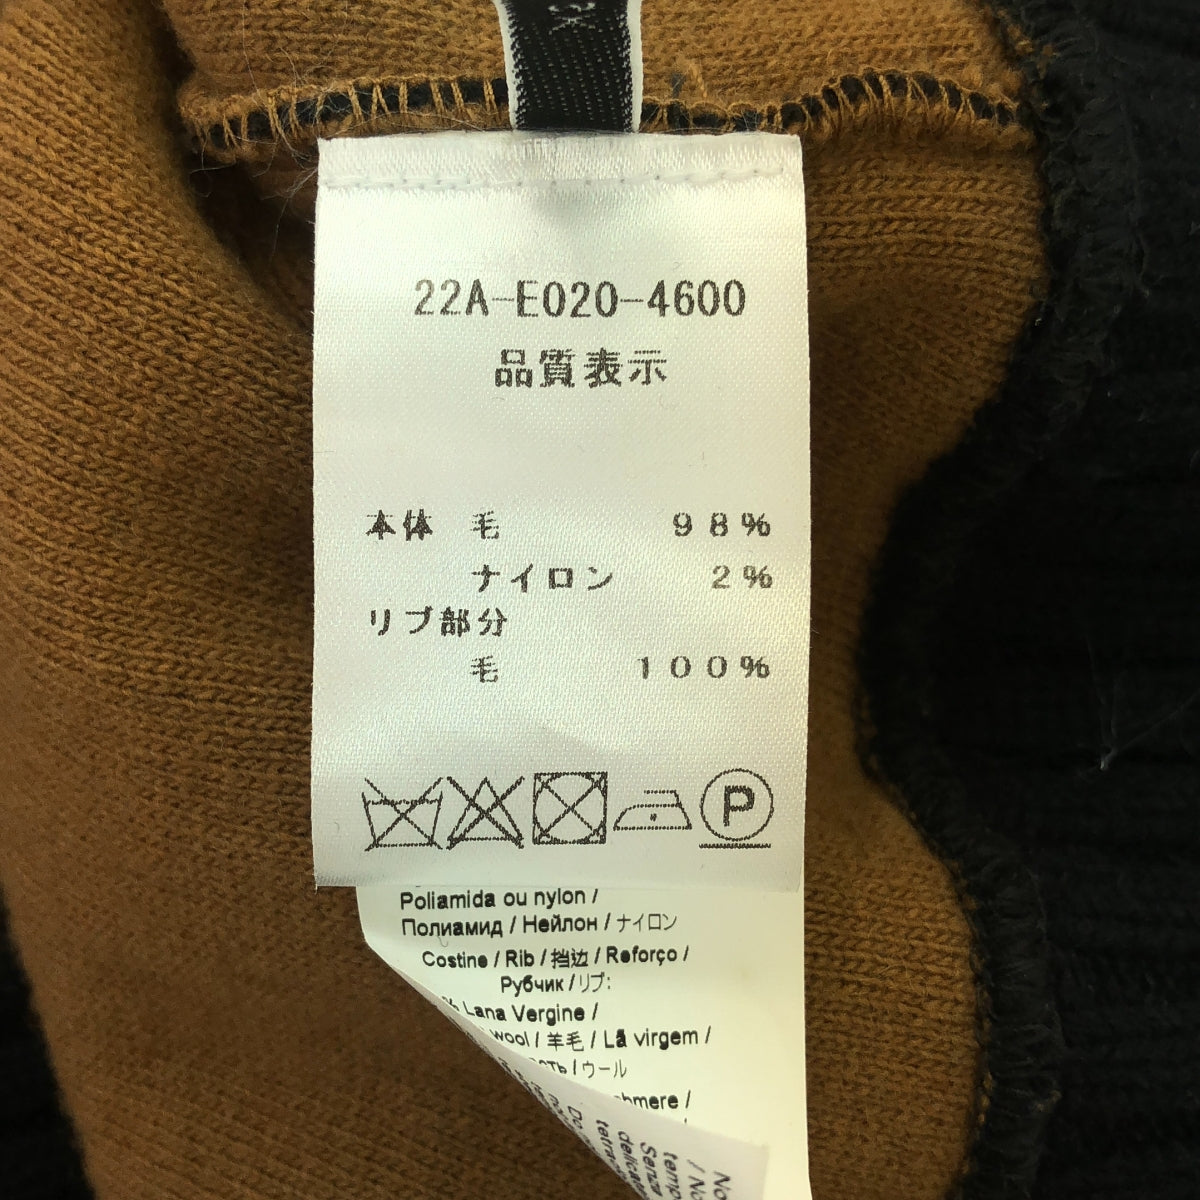 22A-E020-4600
品質表示
本体 毛 98%
ナイロン 2%
リブ部分
毛 100%
P
Poliamida ou nylon /
Полиамид / Нейлон / ナイロン
Costine / Rib / 挡边 / Reforço /
Рубчик / リブ:
% Lana Vergine /
wool / 羊毛 / Lã virgem /
/ ウール